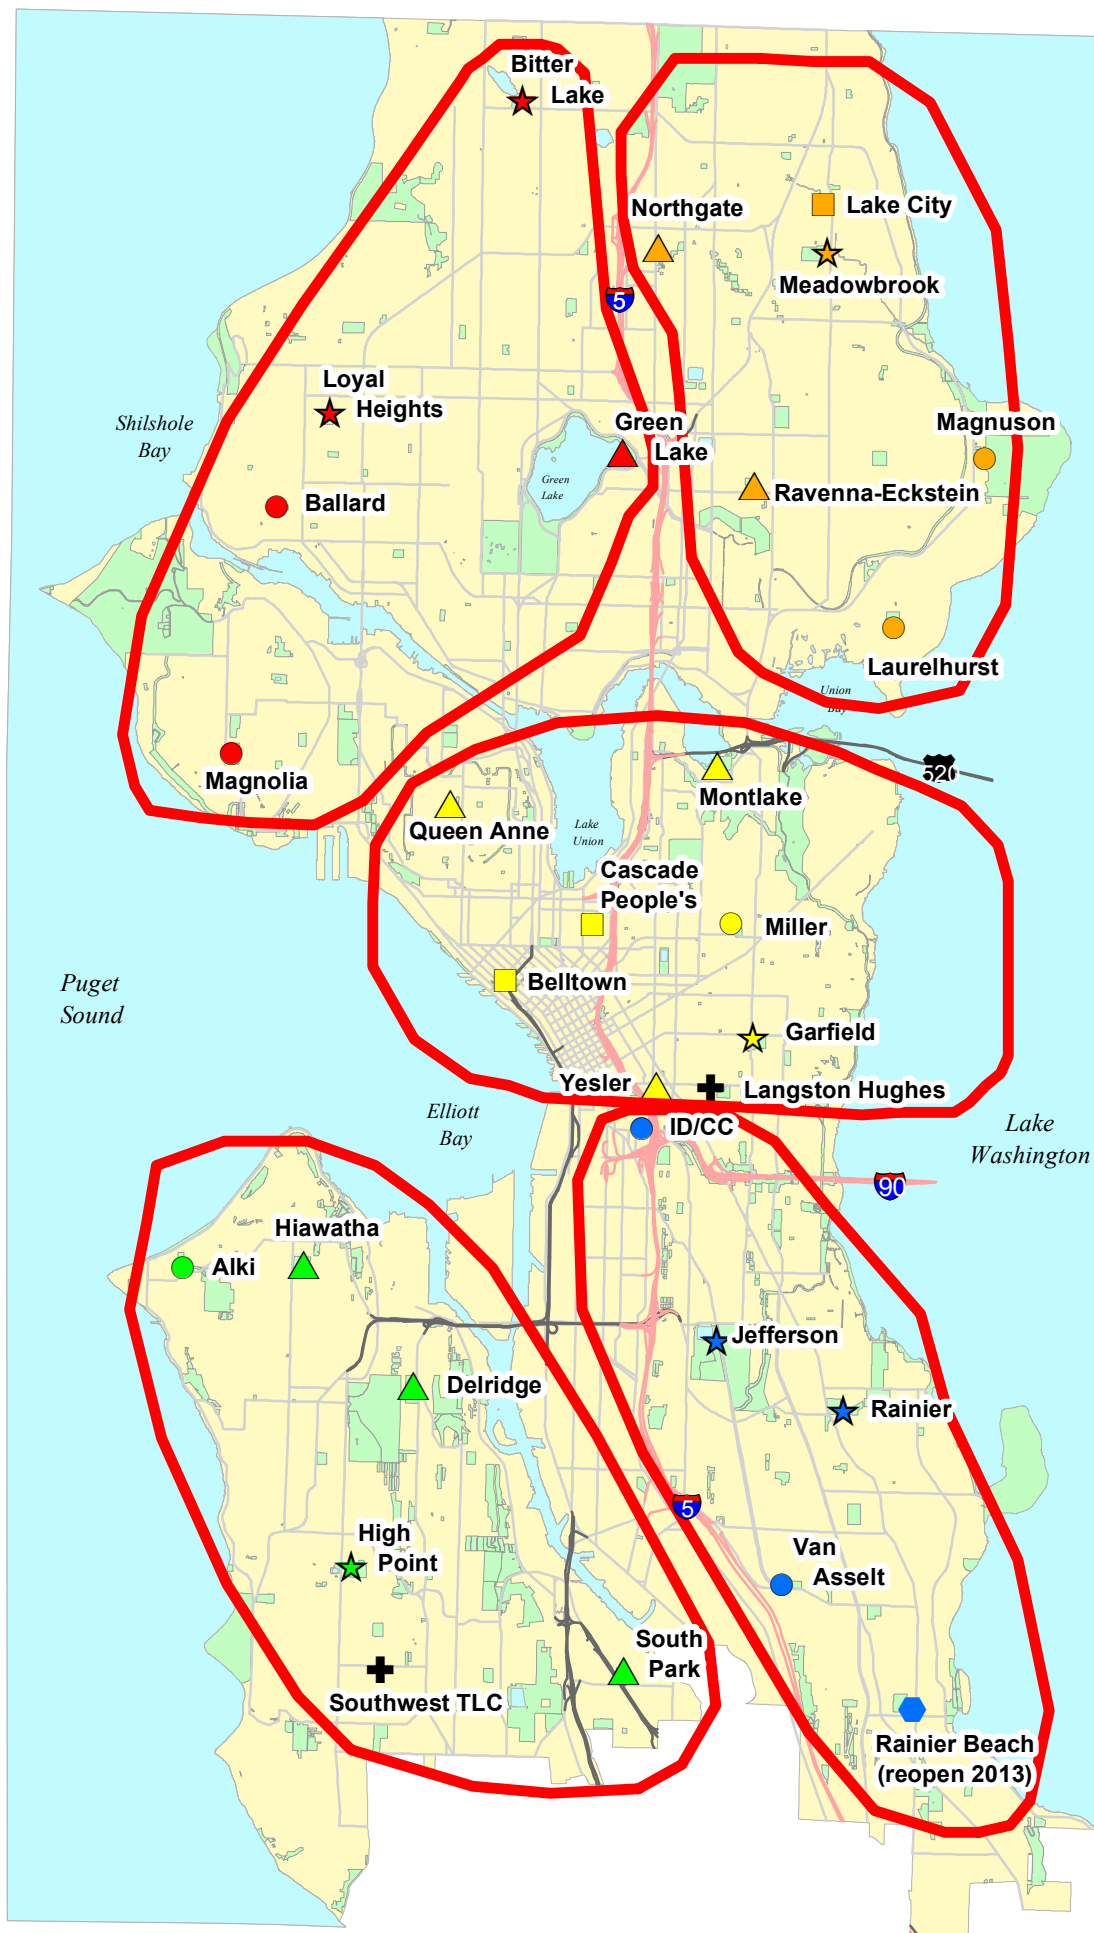 Bitter
Lake
Lake City
Northgate
Meadowbrook
5
Loyal
Heights
Shilshole
Bay
Green
Lake
Magnuson
Green
Lake
Ravenna-Eckstein
Ballard
Laurelhurst
Union
Bay
520
Magnolia
Montlake
Queen Anne
Lake
Union
Cascade
People's
Miller
Belltown
Puget
Sound
Garfield
Yesler
Langston Hughes
Elliott
Bay
ID/CC
Lake
Washington
90
Hiawatha
Alki
Jefferson
Delridge
Rainier
5
High
Point
Van
Asselt
South
Park
Southwest TLC
Rainier Beach
(reopen 2013)